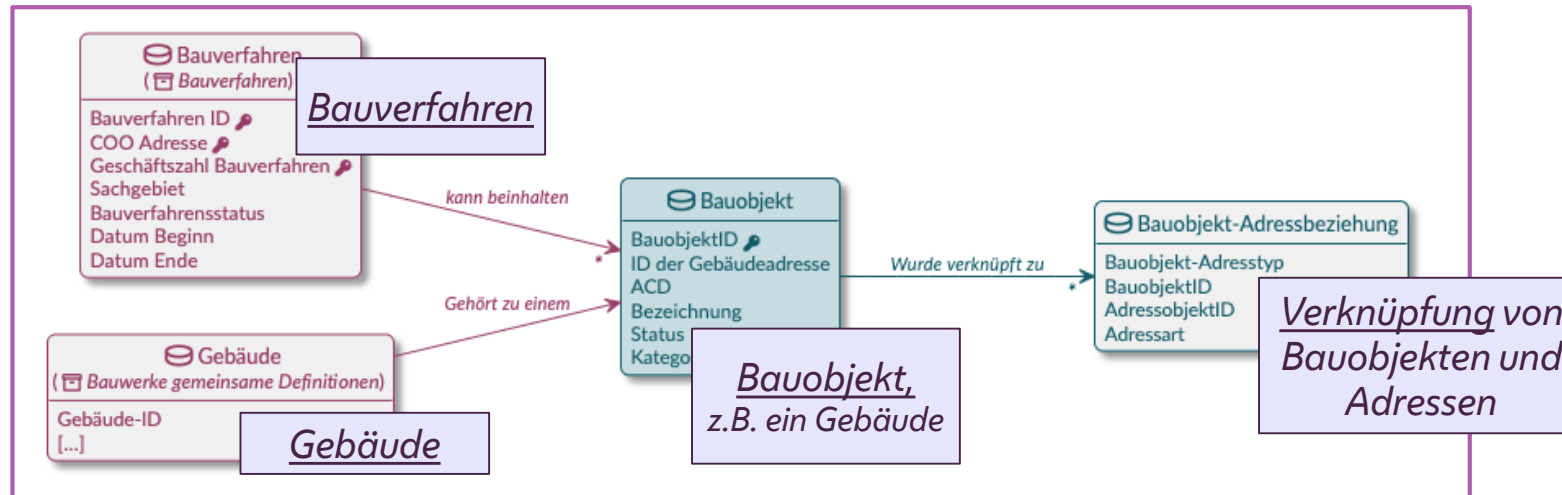 Bauverfahren
( Bauverfahren)
Bauverfahren ID
COO Adresse
Geschäftszahl Bauverfahren
Sachgebiet
Bauverfahrensstatus
Datum Beginn
Datum Ende
Bauverfahren
kann beinhalten
*
Gehört zu einem
Gebäude
( Bauwerke gemeinsame Definitionen)
Gebäude-ID
[...]
Gebäude
Bauobjekt
BauobjektID
ID der Gebäudeadresse
ACD
Bezeichnung
Status
Katego
Bauobjekt,
z.B. ein Gebäude
Wurde verknüpft zu
*
Bauobjekt-Adressbeziehung
Bauobjekt-Adresstyp
BauobjektID
AdressobjektID
Adressart
Verknüpfung von
Bauobjekten und
Adressen